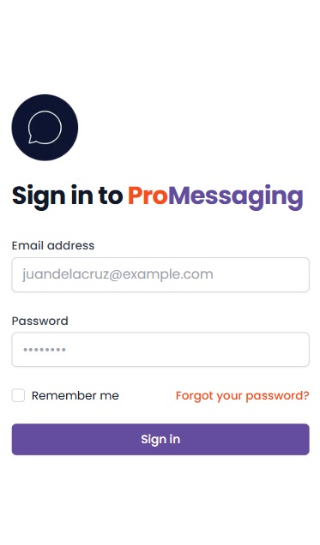 Sign in to ProMessaging
Email address
juandelacruz@example.com
Password
••••••••
Remember me Forgot your password?
Sign in